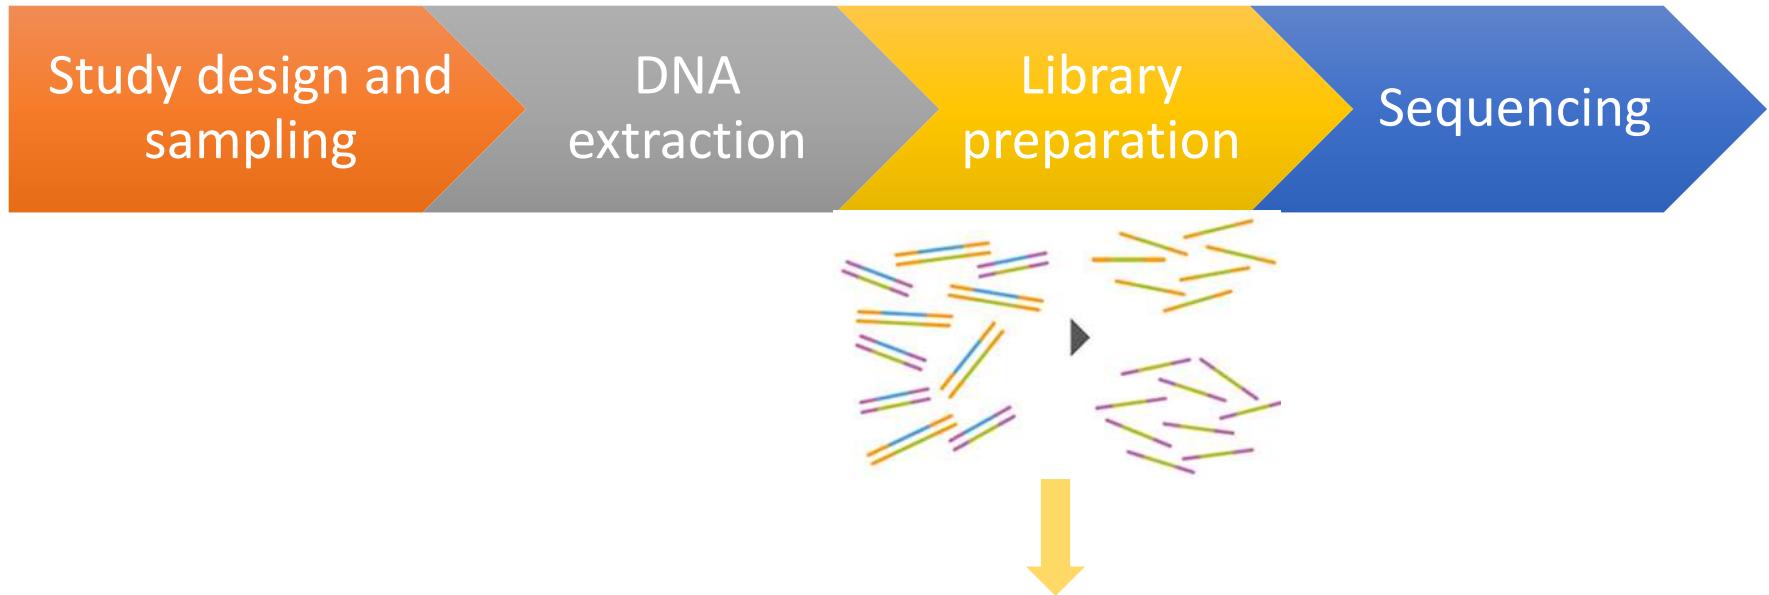 Study design and
sampling
DNA
extraction
Library
preparation
Sequencing